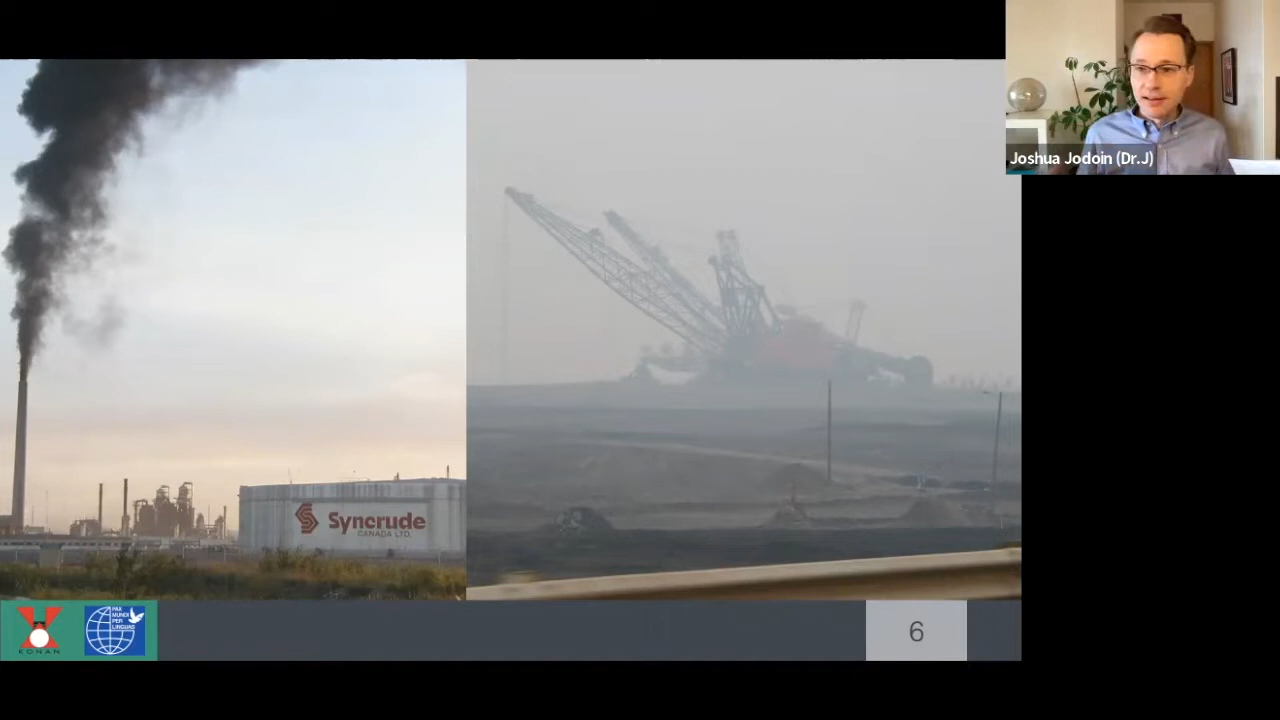 Joshua Jodoin (Dr.J)
Syncrude
CANADA LTD.
KONAN
PAX
MUNDI
PER
LINGUAS
6